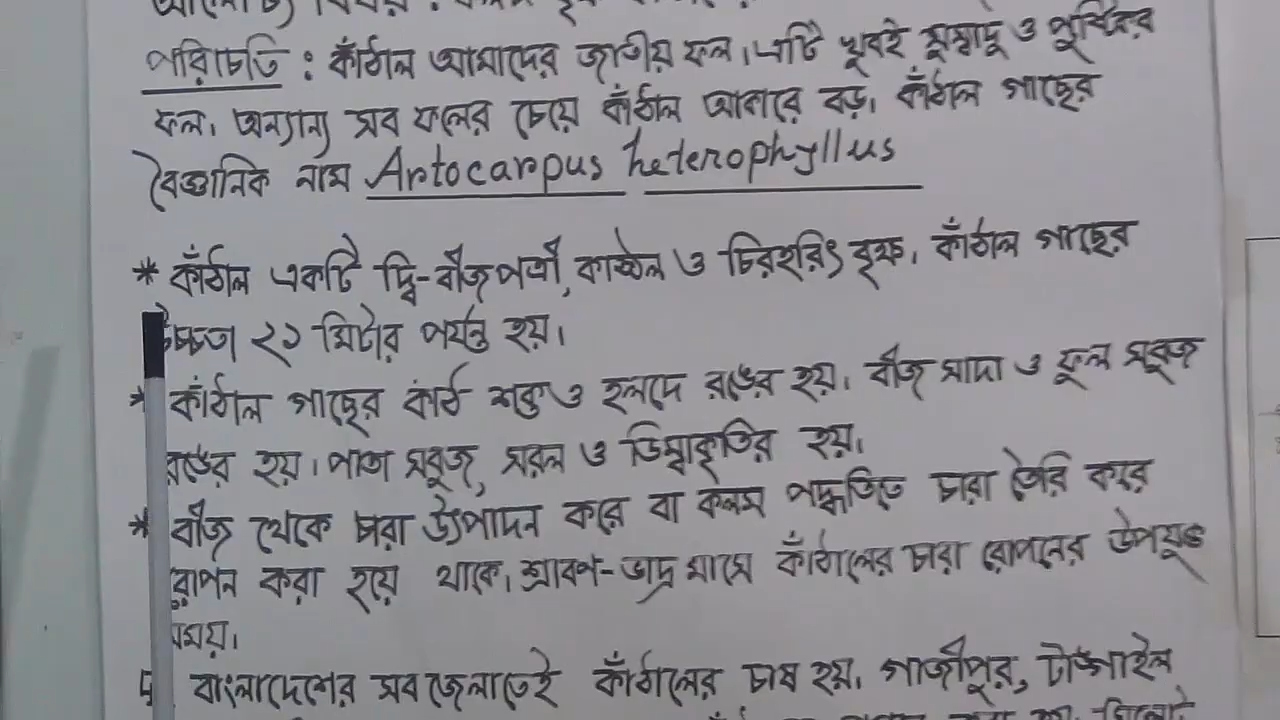 আলোচ্য বিষয় :
পরিচিতি : কাঁঠাল আমাদের জাতীয় ফল। এটি খুবই সুস্বাদু ও পুষ্টিকর
ফল। অন্যান্য সব ফলের চেয়ে কাঁঠাল আকারে বড়। কাঁঠাল গাছের
বৈজ্ঞানিক নাম Artocarpus heterophyllus
* কাঁঠাল একটি দ্বি-বীজপত্রী, কাষ্ঠল ও চিরহরিৎ বৃক্ষ। কাঁঠাল গাছের
উচ্চতা ২১ মিটার পর্যন্ত হয়।
* কাঁঠাল গাছের কাঠ শক্ত ও হলদে রঙের হয়। বীজ সাদা ও ফুল সবুজ
রঙের হয়। পাতা সবুজ, সরল ও ডিম্বাকৃতির হয়।
* বীজ থেকে চারা উৎপাদন করে বা কলম পদ্ধতিতে চারা তৈরি করে
রোপন করা হয়ে থাকে। শ্রাবণ-ভাদ্র মাসে কাঁঠালের চারা রোপনের উপযুক্ত
সময়।
বাংলাদেশের সব জেলাতেই কাঁঠালের চাষ হয়। গাজীপুর, টাঙ্গাইল